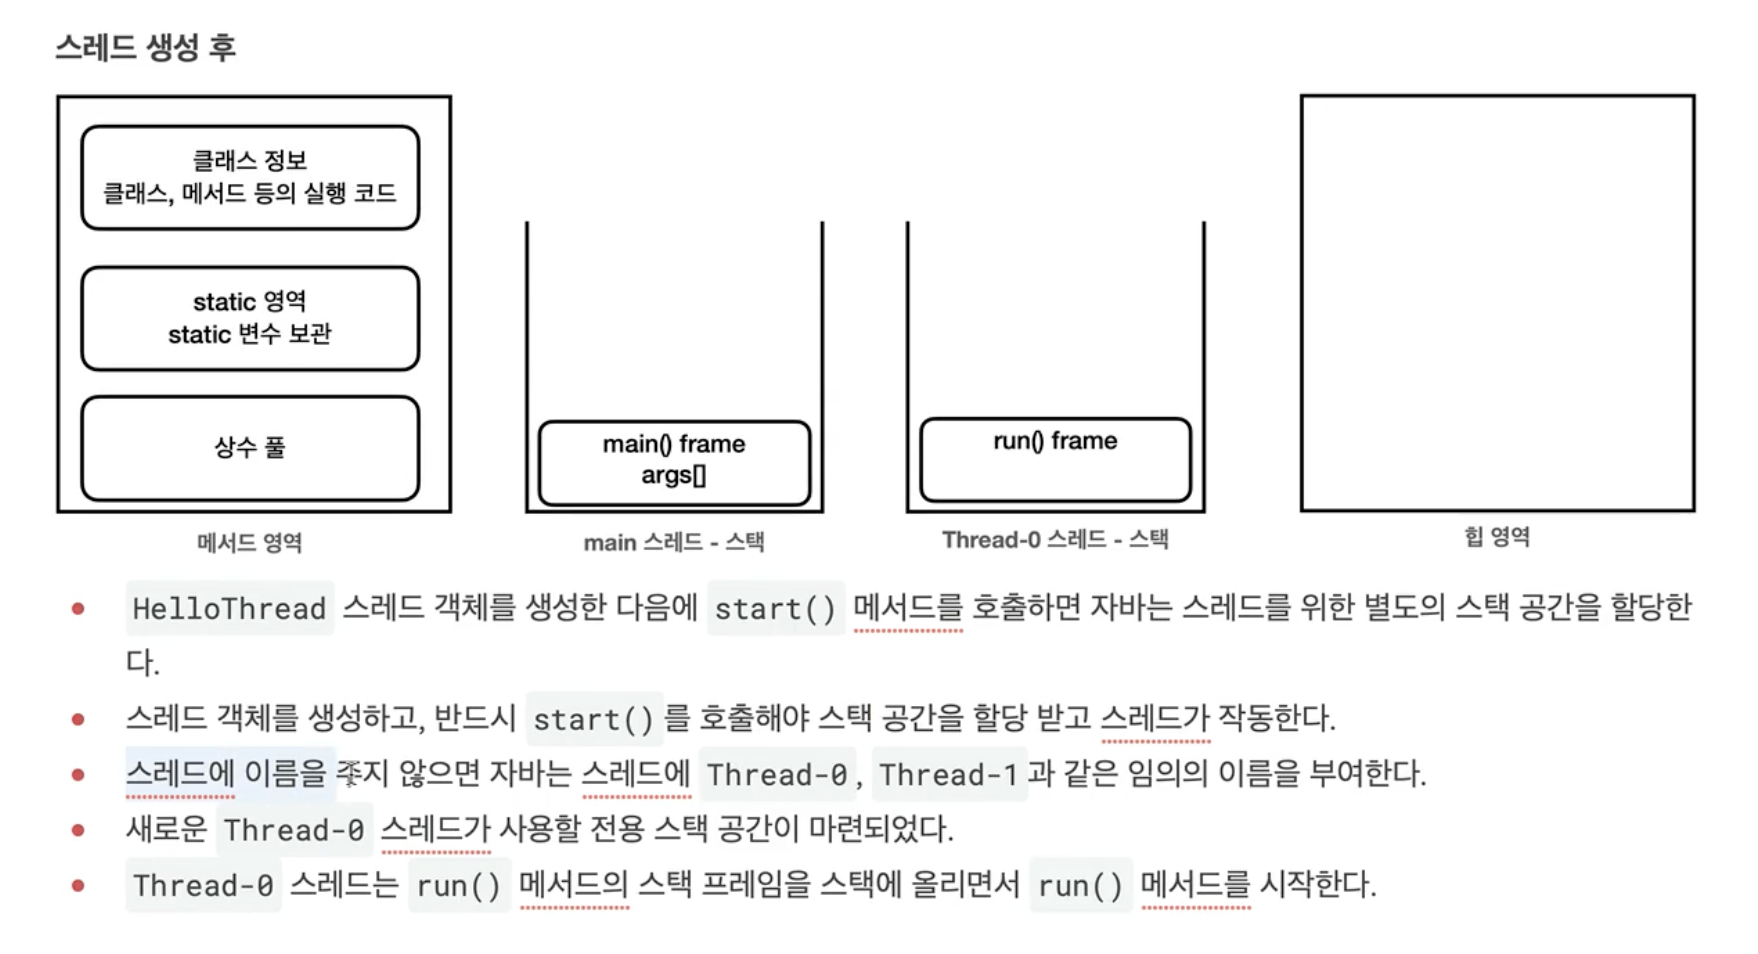 스레드 생성 후
클래스 정보
클래스, 메서드 등의 실행 코드
static 영역
static 변수 보관
상수 풀
메서드 영역
main() frame
args[]
main 스레드 - 스택
run() frame
Thread-0 스레드 - 스택
힙 영역
HelloThread 스레드 객체를 생성한 다음에 start() 메서드를 호출하면 자바는 스레드를 위한 별도의 스택 공간을 할당한
다.
스레드 객체를 생성하고, 반드시 start()를 호출해야 스택 공간을 할당 받고 스레드가 작동한다.
스레드에 이름을 주지 않으면 자바는 스레드에 Thread-0, Thread-1과 같은 임의의 이름을 부여한다.
새로운 Thread-0 스레드가 사용할 전용 스택 공간이 마련되었다.
Thread-0 스레드는 run() 메서드의 스택 프레임을 스택에 올리면서 run() 메서드를 시작한다.